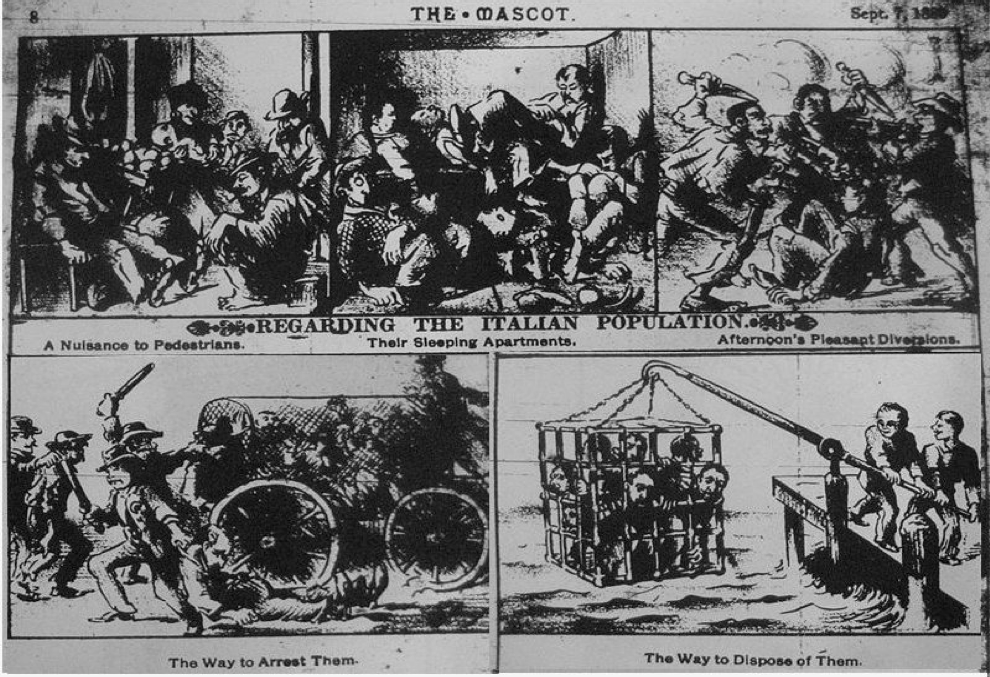 8
THE • MASCOT.
Sept. 7,
REGARDING THE ITALIAN POPULATION.
A Nuisance to Pedestrians.
Their Sleeping Apartments.
Afternoon's Pleasant Diversions.
The Way to Arrest Them.
The Way to Dispose of Them.